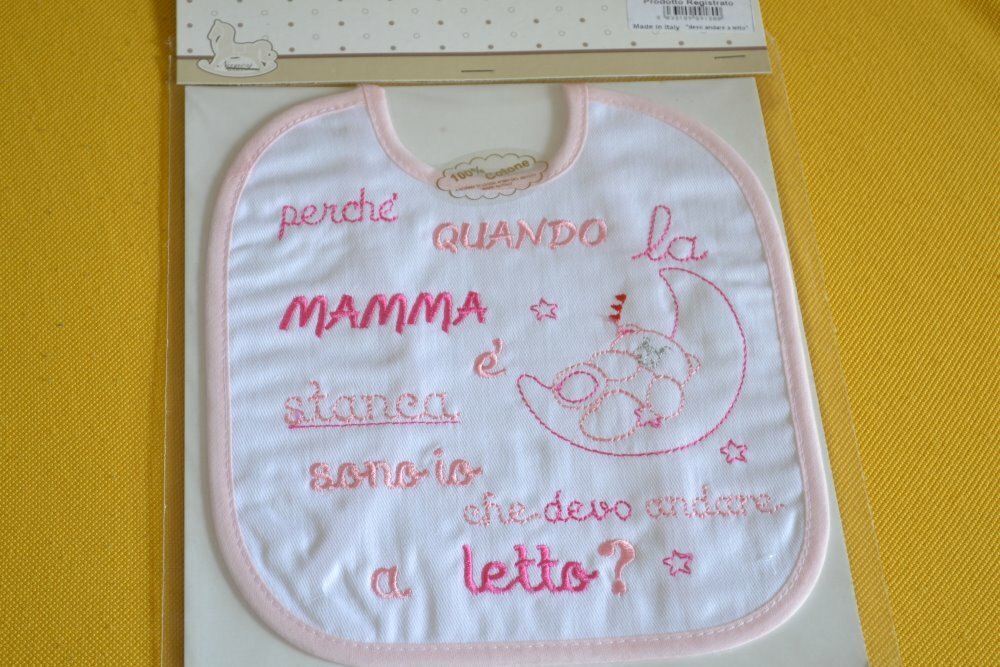 Prodotto Registrato
Made in Italy "devo andare a letto"
Nancy
100% Cotone
perché QUANDO la
MAMMA
é
stanca
sono io
che devo andare
a letto?